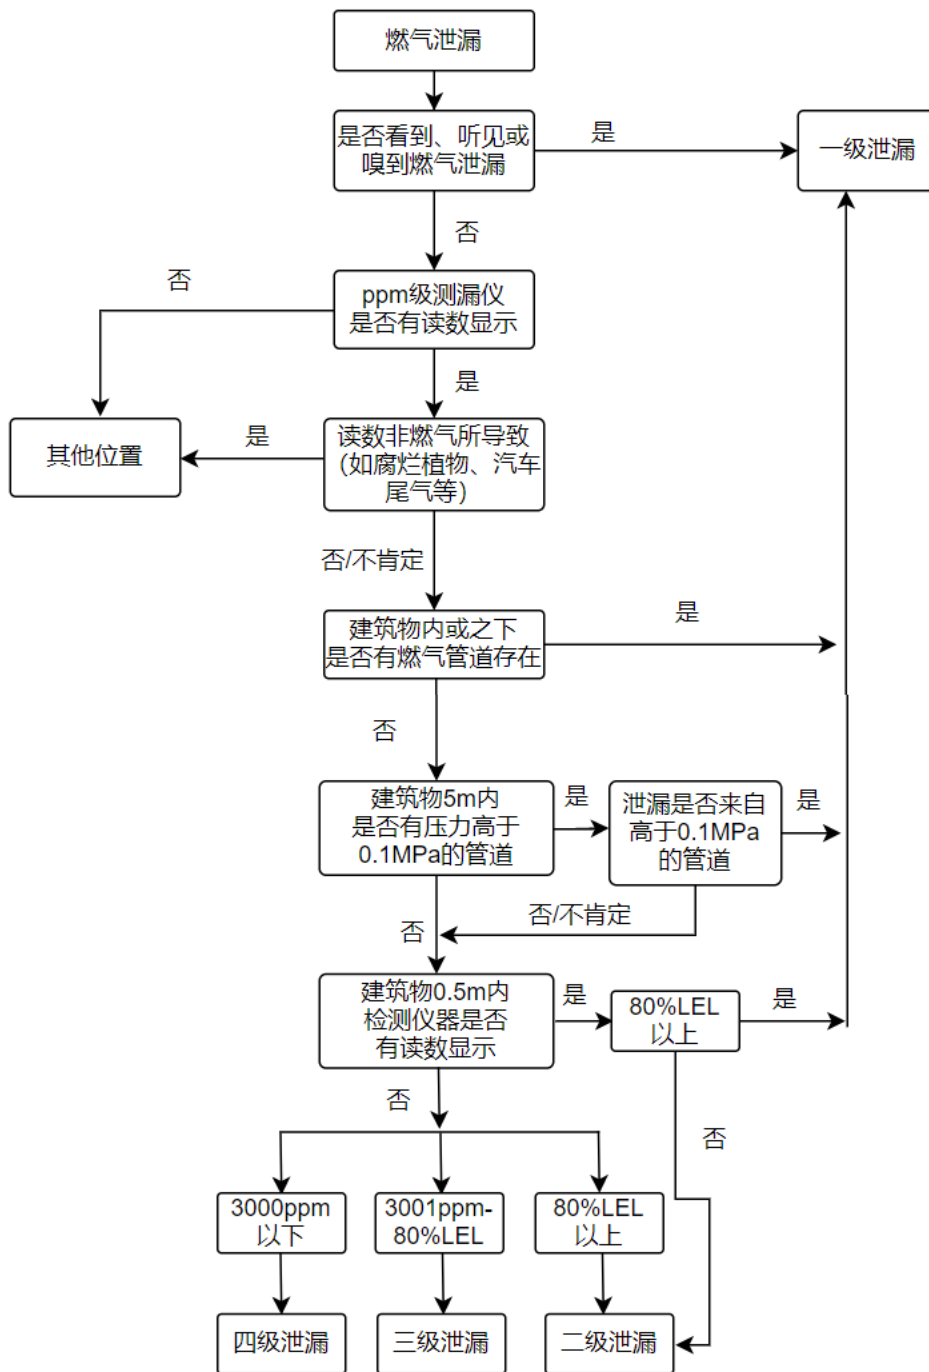 燃气泄漏
是否看到、听见或
嗅到燃气泄漏
是
一级泄漏
否
ppm级测漏仪
是否有读数显示
否
是
其他位置
是
读数非燃气所导致
（如腐烂植物、汽车
尾气等）
否/不肯定
建筑物内或之下
是否有燃气管道存在
是
否
建筑物5m内
是否有压力高于
0.1MPa的管道
是
泄漏是否来自
高于0.1MPa
的管道
是
否/不肯定
否
建筑物0.5m内
检测仪器是否
有读数显示
是
80%LEL
以上
是
否
否
3000ppm
以下
3001ppm-
80%LEL
80%LEL
以上
四级泄漏
三级泄漏
二级泄漏